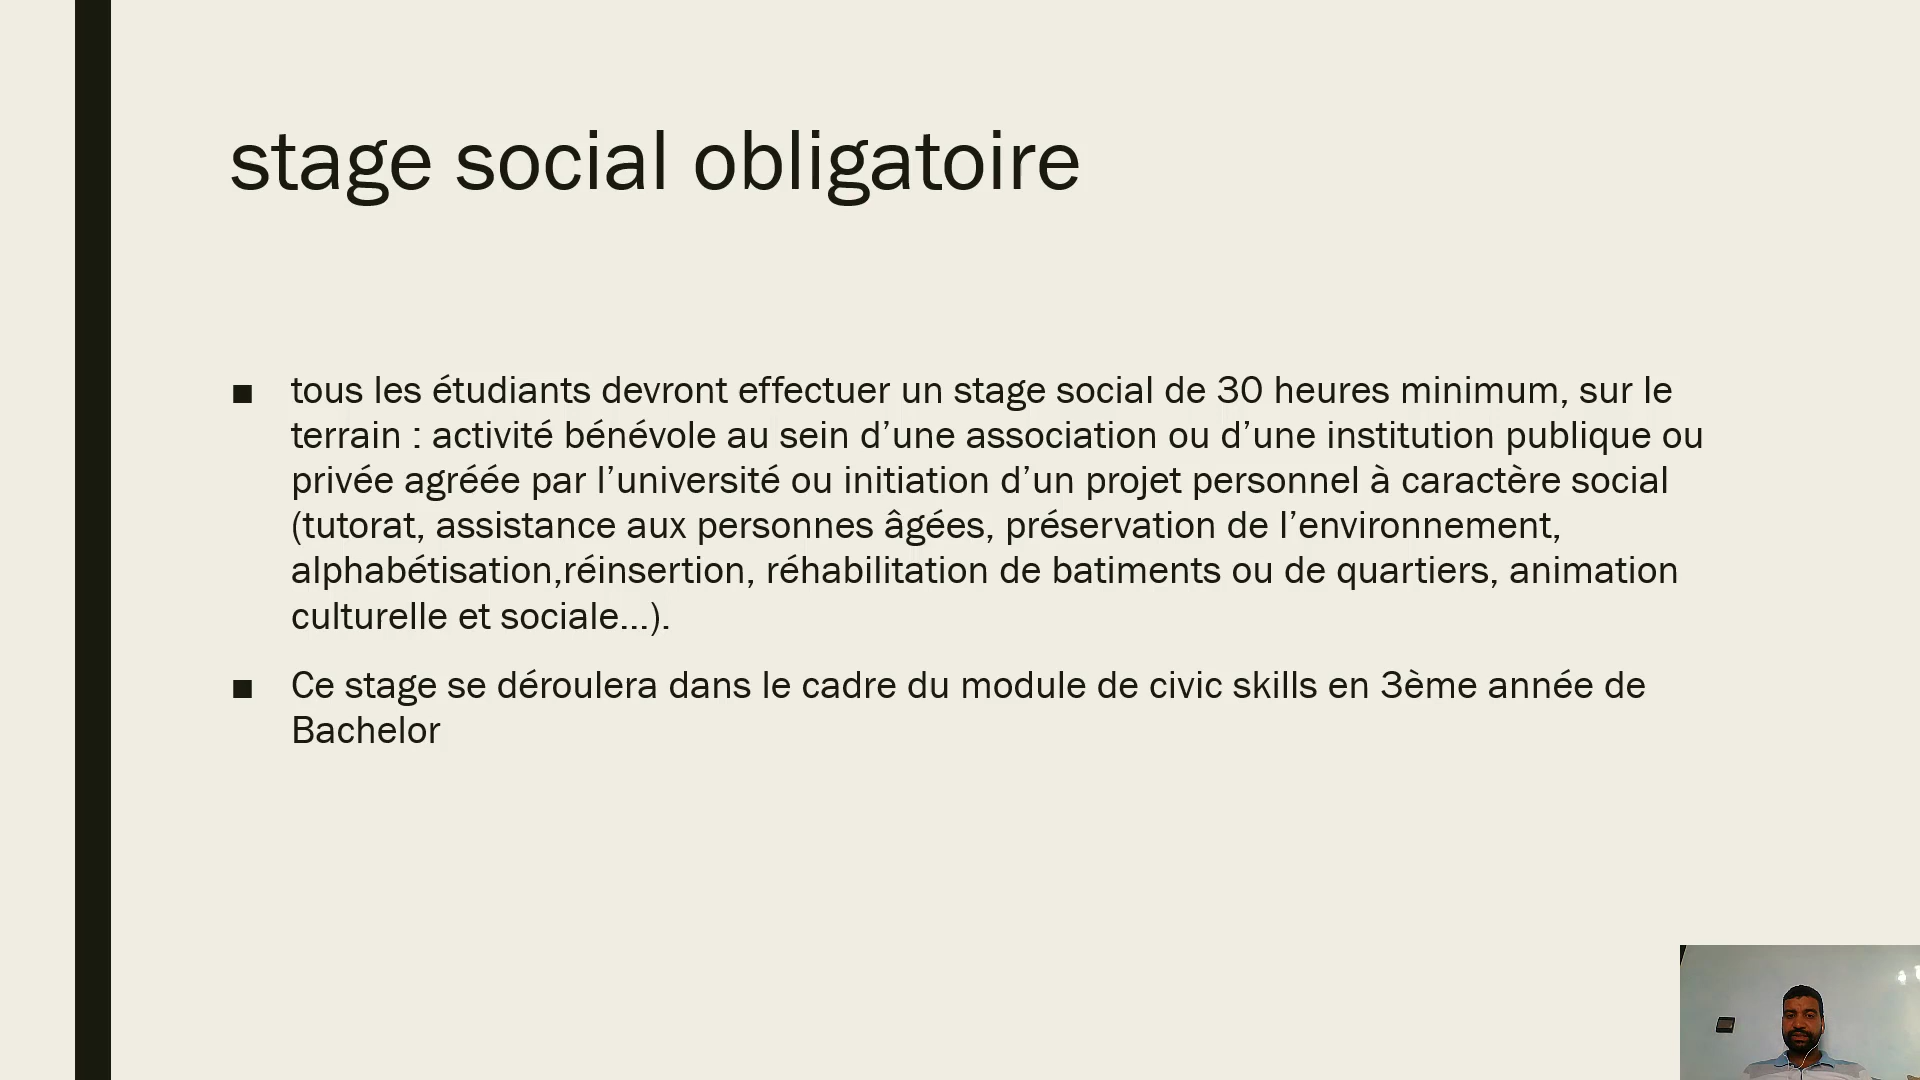 stage social obligatoire
tous les étudiants devront effectuer un stage social de 30 heures minimum, sur le
terrain : activité bénévole au sein d’une association ou d’une institution publique ou
privée agréée par l’université ou initiation d’un projet personnel à caractère social
(tutorat, assistance aux personnes âgées, préservation de l’environnement,
alphabétisation,réinsertion, réhabilitation de batiments ou de quartiers, animation
culturelle et sociale...).
Ce stage se déroulera dans le cadre du module de civic skills en 3ème année de
Bachelor